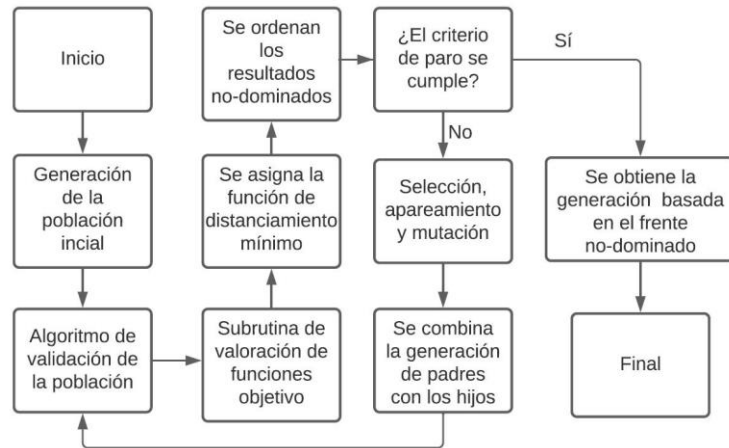 Inicio
Generación
de la
población
incial
Algoritmo de
validación de
la población
Subrutina de
valoración de
funciones
objetivo
Se asigna la
función de
distanciamiento
mínimo
Se ordenan
los
resultados
no-dominados
¿El criterio
de paro se
cumple?
No
Selección,
apareamiento
y mutación
Se combina
la generación
de padres
con los hijos
Sí
Se obtiene la
generación basada
en el frente
no-dominado
Final